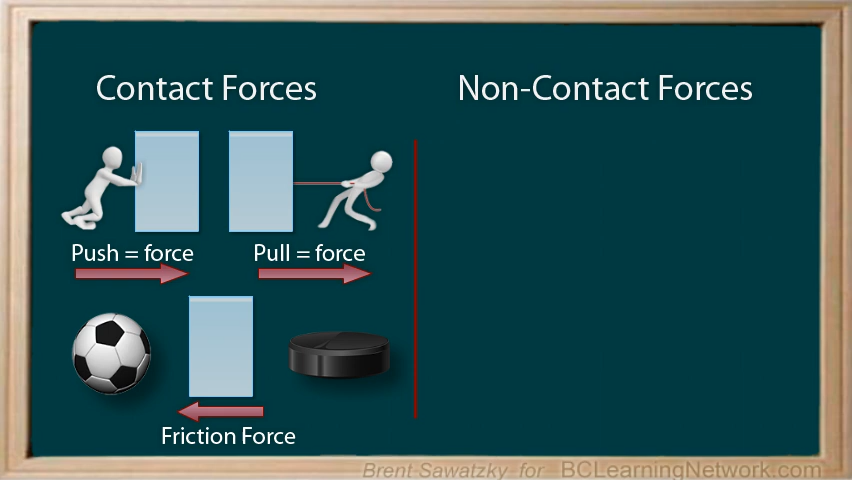 Contact Forces
Non-Contact Forces
Push = force
Pull = force
Friction Force
Brent Sawatzky for BCLearningNetwork.com